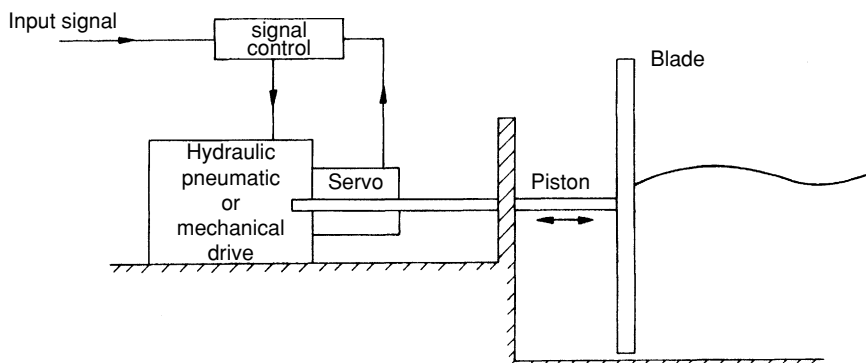 Input signal
signal
control
Blade
Hydraulic
pneumatic
or
mechanical
drive
Servo
Piston